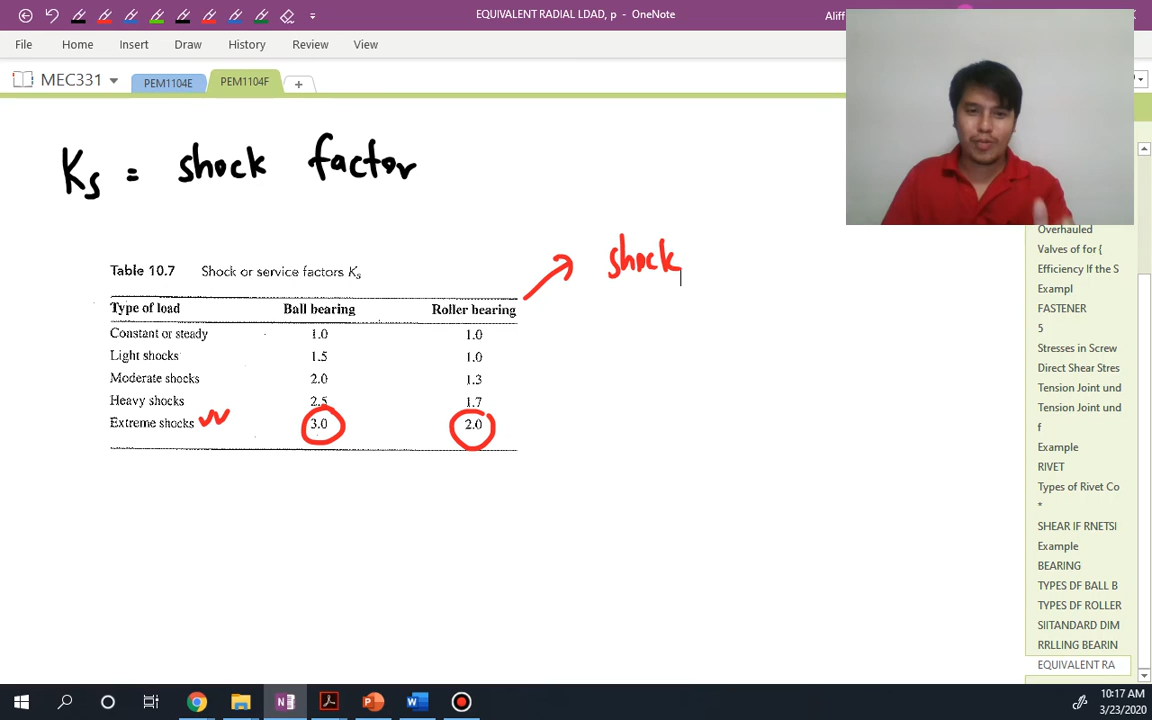 EQUIVALENT RADIAL LDAD, p - OneNote
Aliff
File Home Insert Draw History Review View
MEC331 PEM1104E PEM1104F
Ks = shock factor
shock
Table 10.7 Shock or service factors Ks
Type of load Ball bearing Roller bearing
Constant or steady 1.0 1.0
Light shocks 1.5 1.0
Moderate shocks 2.0 1.3
Heavy shocks 2.5 1.7
Extreme shocks 3.0 2.0
Overhauled
Valves of for {
Efficiency If the S
Exampl
FASTENER
5
Stresses in Screw
Direct Shear Stres
Tension Joint und
Tension Joint und
f
Example
RIVET
Types of Rivet Co
*
SHEAR IF RNETSI
Example
BEARING
TYPES DF BALL B
TYPES DF ROLLER
SIITANDARD DIM
RRLLING BEARIN
EQUIVALENT RA
10:17 AM
3/23/2020